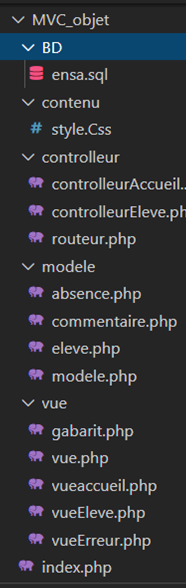 MVC_objet
BD
ensa.sql
contenu
# style.Css
controlleur
controlleurAccueil...
controlleurEleve.ph
routeur.php
modele
absence.php
commentaire.php
eleve.php
modele.php
vue
gabarit.php
vue.php
vueaccueil.php
vueEleve.php
vueErreur.php
index.php